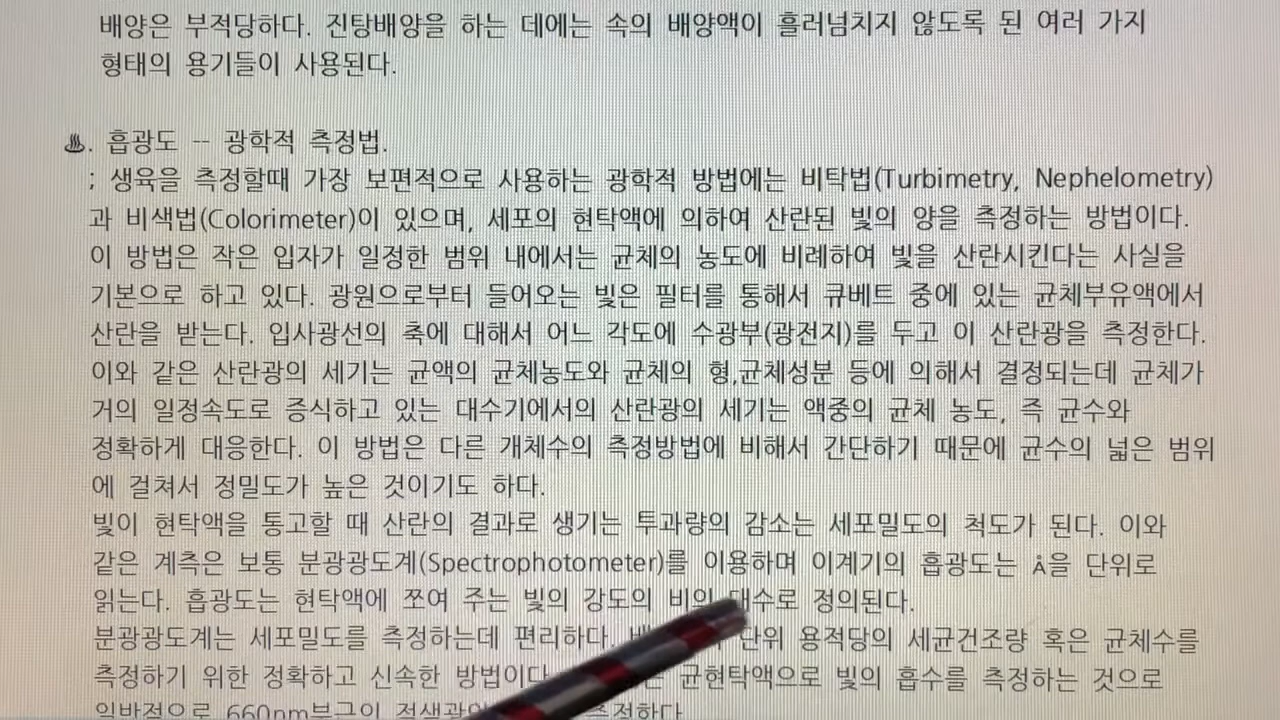 배양은 부적당하다. 진탕배양을 하는 데에는 속의 배양액이 흘러넘치지 않도록 된 여러 가지
형태의 용기들이 사용된다.
♨. 흡광도 -- 광학적 측정법.
; 생육을 측정할때 가장 보편적으로 사용하는 광학적 방법에는 비탁법(Turbimetry, Nephelometry)
과 비색법(Colorimeter)이 있으며, 세포의 현탁액에 의하여 산란된 빛의 양을 측정하는 방법이다.
이 방법은 작은 입자가 일정한 범위 내에서는 균체의 농도에 비례하여 빛을 산란시킨다는 사실을
기본으로 하고 있다. 광원으로부터 들어오는 빛은 필터를 통해서 큐베트 중에 있는 균체부유액에서
산란을 받는다. 입사광선의 축에 대해서 어느 각도에 수광부(광전지)를 두고 이 산란광을 측정한다.
이와 같은 산란광의 세기는 균액의 균체농도와 균체의 형,균체성분 등에 의해서 결정되는데 균체가
거의 일정속도로 증식하고 있는 대수기에서의 산란광의 세기는 액중의 균체 농도, 즉 균수와
정확하게 대응한다. 이 방법은 다른 개체수의 측정방법에 비해서 간단하기 때문에 균수의 넓은 범위
에 걸쳐서 정밀도가 높은 것이기도 하다.
빛이 현탁액을 통고할 때 산란의 결과로 생기는 투과량의 감소는 세포밀도의 척도가 된다. 이와
같은 계측은 보통 분광광도계(Spectrophotometer)를 이용하며 이계기의 흡광도는 Å을 단위로
읽는다. 흡광도는 현탁액에 쪼여 주는 빛의 강도의 비의 대수로 정의된다.
분광광도계는 세포밀도를 측정하는데 편리하다. 단위 용적당의 세균건조량 혹은 균체수를
측정하기 위한 정확하고 신속한 방법이다 균현탁액으로 빛의 흡수를 측정하는 것으로
일반적으로 660nm부근의 측정한다